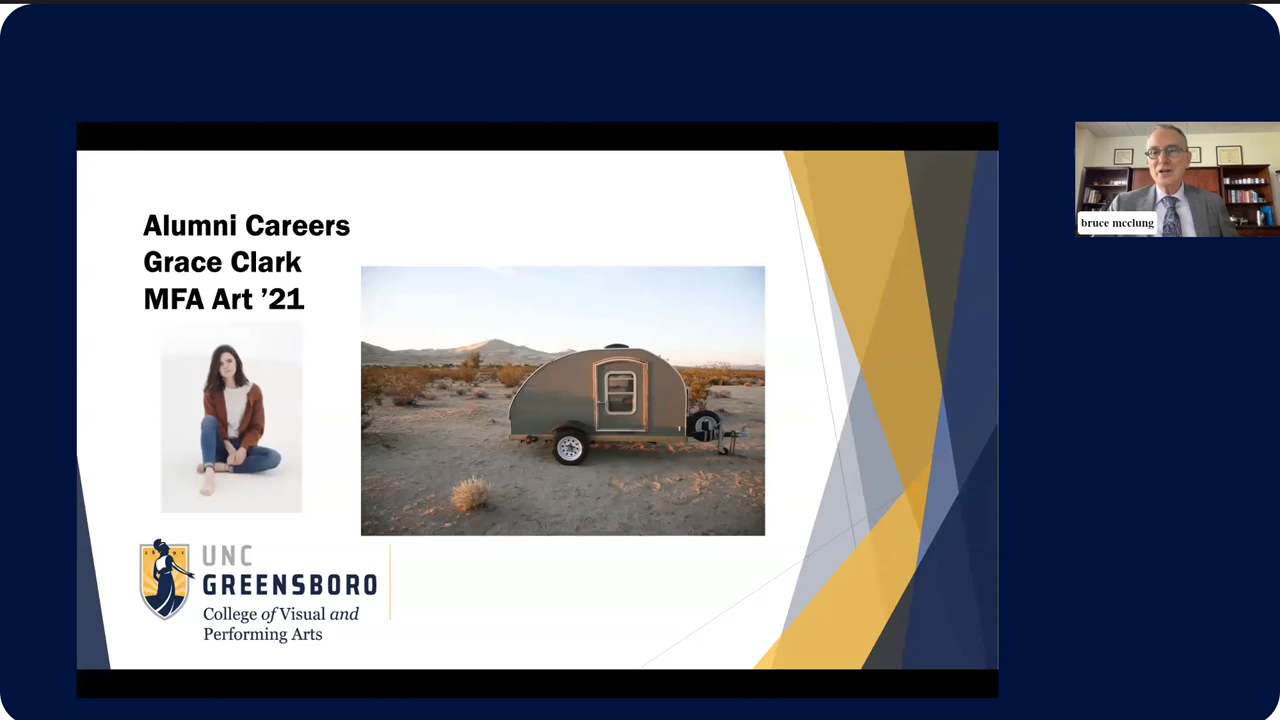 Alumni Careers
Grace Clark
MFA Art ’21
UNC
GREENSBORO
College of Visual and
Performing Arts
bruce mcclung